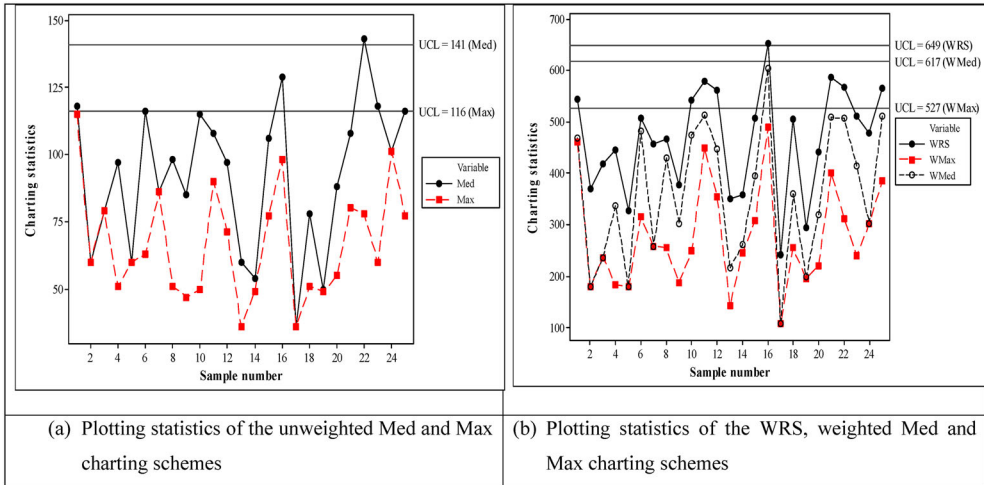 150
125
100
75
50
Charting statistics
UCL = 141 (Med)
UCL = 116 (Max)
Variable
Med
Max
2 4 6 8 10 12 14 16 18 20 22 24
Sample number
700
600
500
400
300
200
100
Charting statistics
UCL = 649 (WRS)
UCL = 617 (WMed)
UCL = 527 (WMax)
Variable
WRS
WMax
WMed
2 4 6 8 10 12 14 16 18 20 22 24
Sample number
(a) Plotting statistics of the unweighted Med and Max
charting schemes
(b) Plotting statistics of the WRS, weighted Med and
Max charting schemes